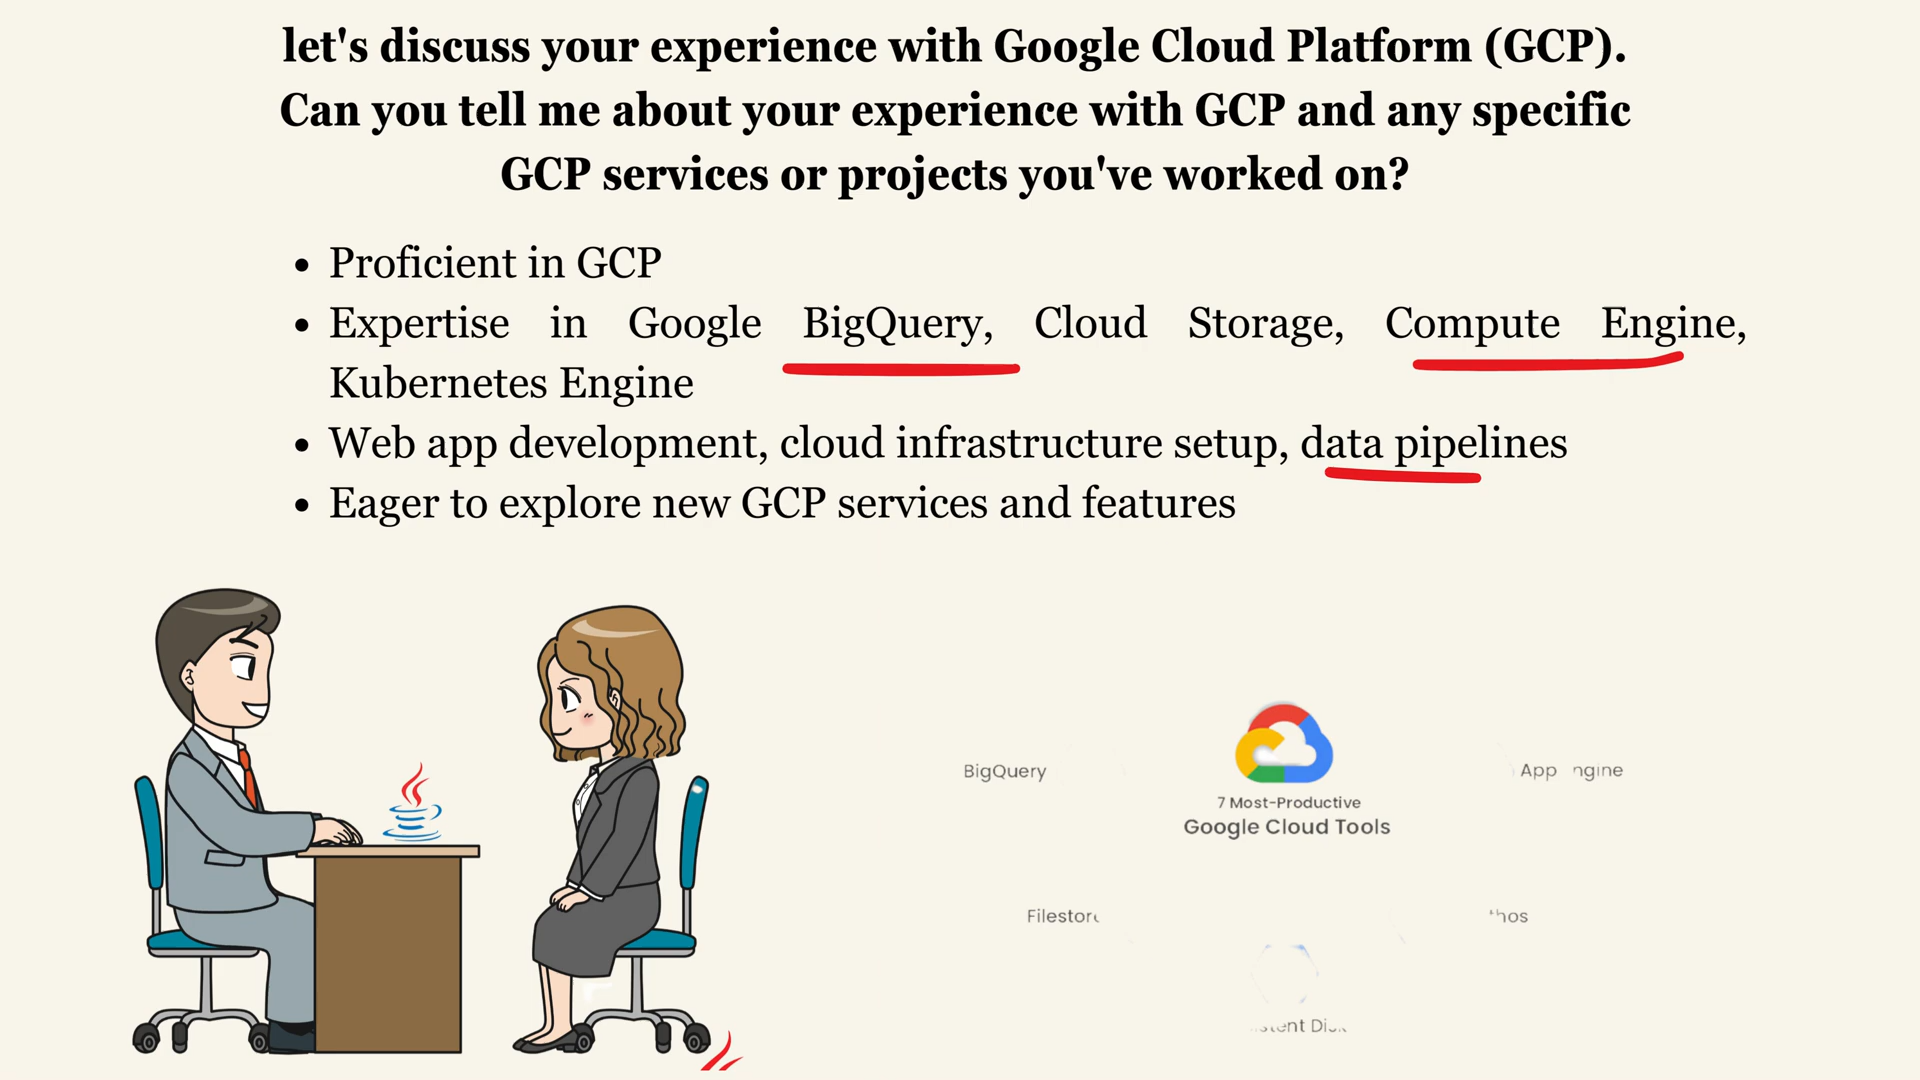 let's discuss your experience with Google Cloud Platform (GCP).
Can you tell me about your experience with GCP and any specific
GCP services or projects you've worked on?
• Proficient in GCP
• Expertise in Google BigQuery, Cloud Storage, Compute Engine,
Kubernetes Engine
• Web app development, cloud infrastructure setup, data pipelines
• Eager to explore new GCP services and features
BigQuery
App
7 Most-Productive
Google Cloud Tools